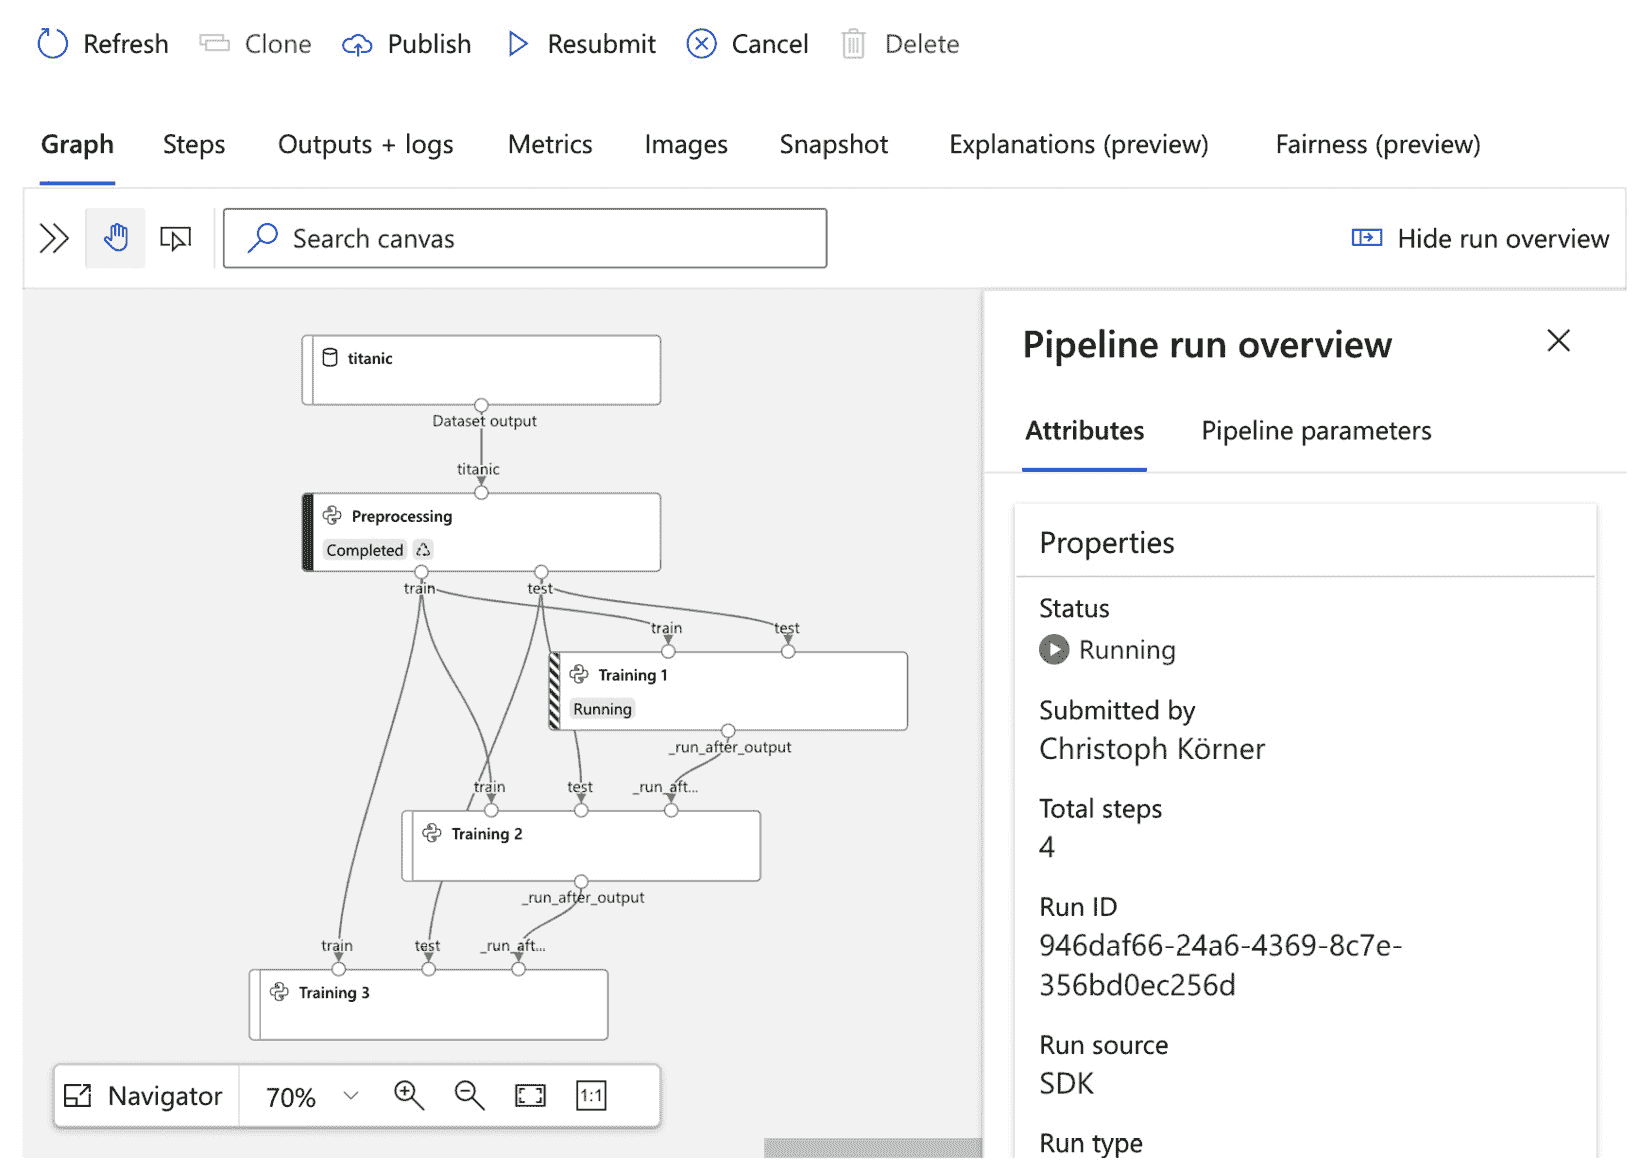 Refresh Clone Publish Resubmit Cancel Delete
Graph Steps Outputs + logs Metrics Images Snapshot Explanations (preview) Fairness (preview)
Search canvas Hide run overview
titanic
Dataset output
titanic
Preprocessing
Completed
train test
train test
Training 1
Running
_run_after_output
train test _run_aft...
Training 2
_run_after_output
train test _run_aft...
Training 3
Navigator 70% 1:1
Pipeline run overview
Attributes Pipeline parameters
Properties
Status
Running
Submitted by
Christoph Körner
Total steps
4
Run ID
946daf66-24a6-4369-8c7e-
356bd0ec256d
Run source
SDK
Run type